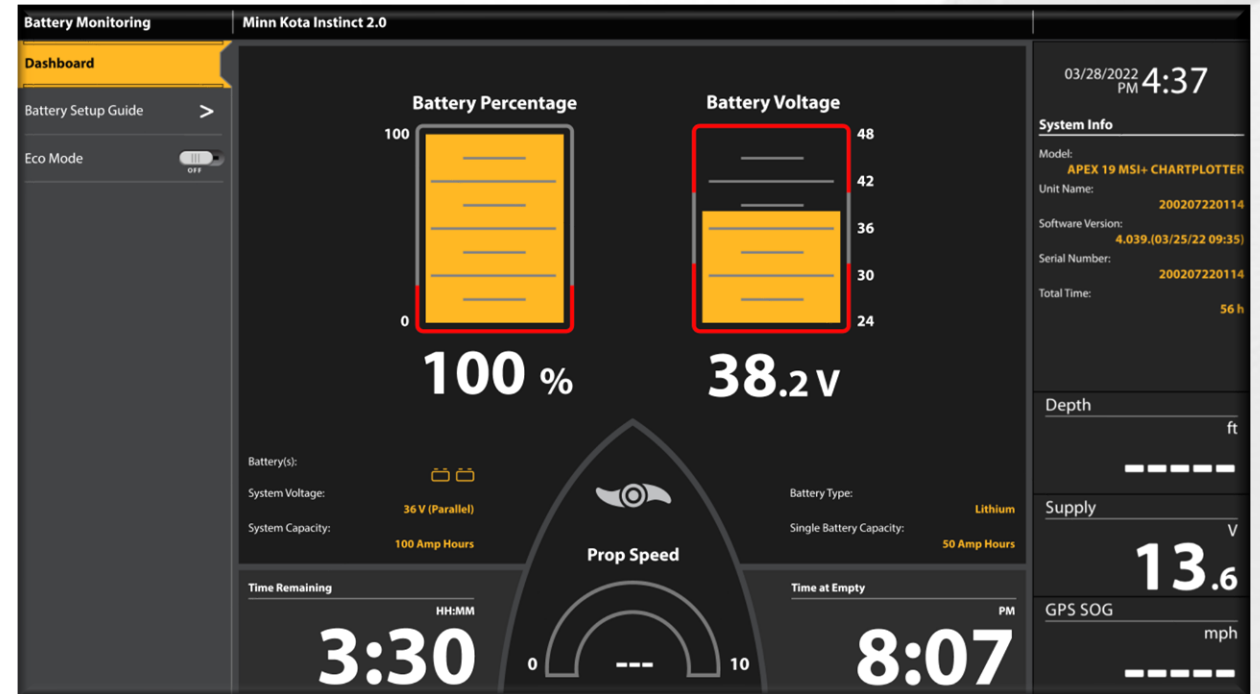 Battery Monitoring
Minn Kota Instinct 2.0
Dashboard
Battery Setup Guide >
Eco Mode
OFF
Battery Percentage
100
0
100 %
Battery Voltage
48
42
36
30
24
38.2 V
Battery(s):
System Voltage:
36 V (Parallel)
System Capacity:
100 Amp Hours
Battery Type:
Lithium
Single Battery Capacity:
50 Amp Hours
Time Remaining
HH:MM
3:30
Prop Speed
0 --- 10
Time at Empty
PM
8:07
03/28/2022 4:37
PM
System Info
Model:
APEX 19 MSI+ CHARTPLOTTER
Unit Name:
200207220114
Software Version:
4.039.(03/25/22 09:35)
Serial Number:
200207220114
Total Time:
56 h
Depth
ft
-----
Supply
V
13.6
GPS SOG
mph
-----